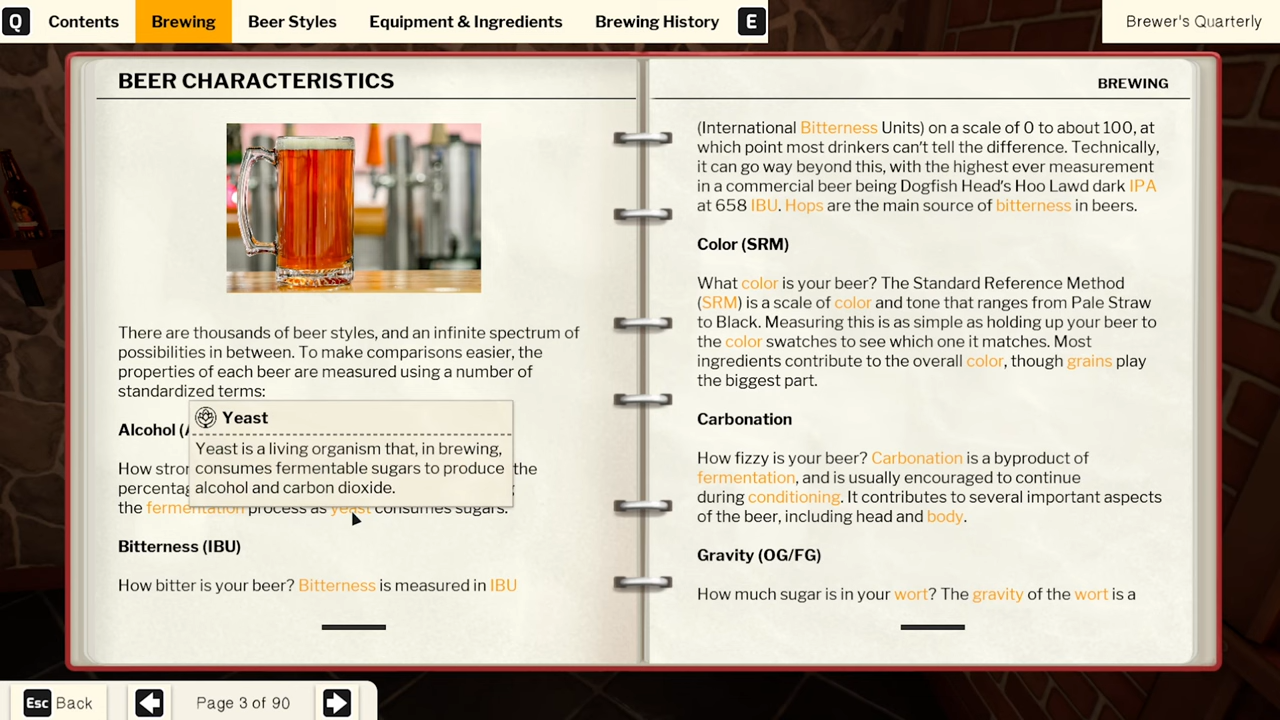 Q Contents Brewing Beer Styles Equipment & Ingredients Brewing History E Brewer's Quarterly
BEER CHARACTERISTICS
There are thousands of beer styles, and an infinite spectrum of
possibilities in between. To make comparisons easier, the
properties of each beer are measured using a number of
standardized terms:
Alcohol (
How stron the
percentag
the fermentation process as yeast consumes sugars.
Yeast
Yeast is a living organism that, in brewing,
consumes fermentable sugars to produce
alcohol and carbon dioxide.
Bitterness (IBU)
How bitter is your beer? Bitterness is measured in IBU
BREWING
(International Bitterness Units) on a scale of 0 to about 100, at
which point most drinkers can't tell the difference. Technically,
it can go way beyond this, with the highest ever measurement
in a commercial beer being Dogfish Head's Hoo Lawd dark IPA
at 658 IBU. Hops are the main source of bitterness in beers.
Color (SRM)
What color is your beer? The Standard Reference Method
(SRM) is a scale of color and tone that ranges from Pale Straw
to Black. Measuring this is as simple as holding up your beer to
the color swatches to see which one it matches. Most
ingredients contribute to the overall color, though grains play
the biggest part.
Carbonation
How fizzy is your beer? Carbonation is a byproduct of
fermentation, and is usually encouraged to continue
during conditioning. It contributes to several important aspects
of the beer, including head and body.
Gravity (OG/FG)
How much sugar is in your wort? The gravity of the wort is a
Esc Back Page 3 of 90